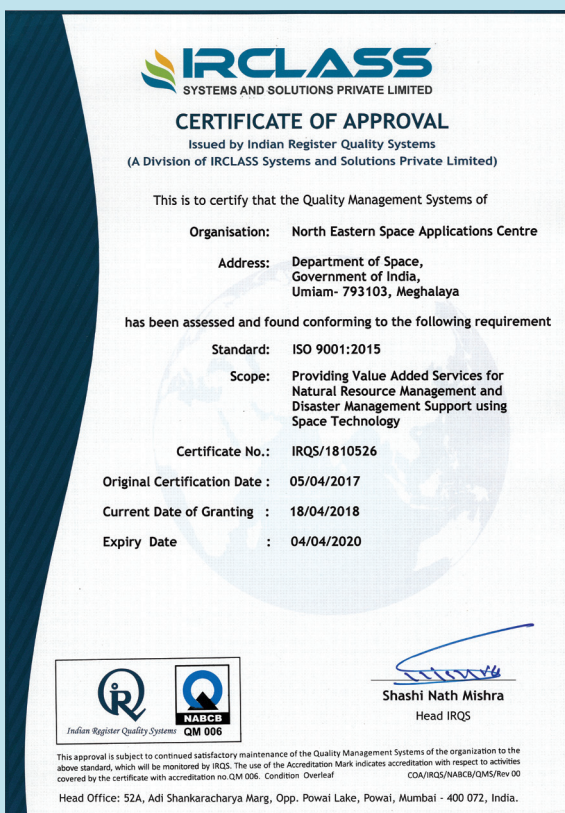 IRCLASS
SYSTEMS AND SOLUTIONS PRIVATE LIMITED
CERTIFICATE OF APPROVAL
Issued by Indian Register Quality Systems
(A Division of IRCLASS Systems and Solutions Private Limited)
This is to certify that the Quality Management Systems of
Organisation: North Eastern Space Applications Centre
Address: Department of Space,
Government of India,
Umiam- 793103, Meghalaya
has been assessed and found conforming to the following requirement
Standard: ISO 9001:2015
Scope: Providing Value Added Services for
Natural Resource Management and
Disaster Management Support using
Space Technology
Certificate No.: IRQS/1810526
Original Certification Date : 05/04/2017
Current Date of Granting : 18/04/2018
Expiry Date : 04/04/2020
Shashi Nath Mishra
Head IRQS
IRQ
Indian Register Quality Systems
NABCB
QM 006
This approval is subject to continued satisfactory maintenance of the Quality Management Systems of the organization to the
above standard, which will be monitored by IRQS. The use of the Accreditation Mark indicates accreditation with respect to activities
covered by the certificate with accreditation no.QM 006. Condition Overleaf COA/IRQS/NABCB/QMS/Rev 00
Head Office: 52A, Adi Shankaracharya Marg, Opp. Powai Lake, Powai, Mumbai - 400 072, India.